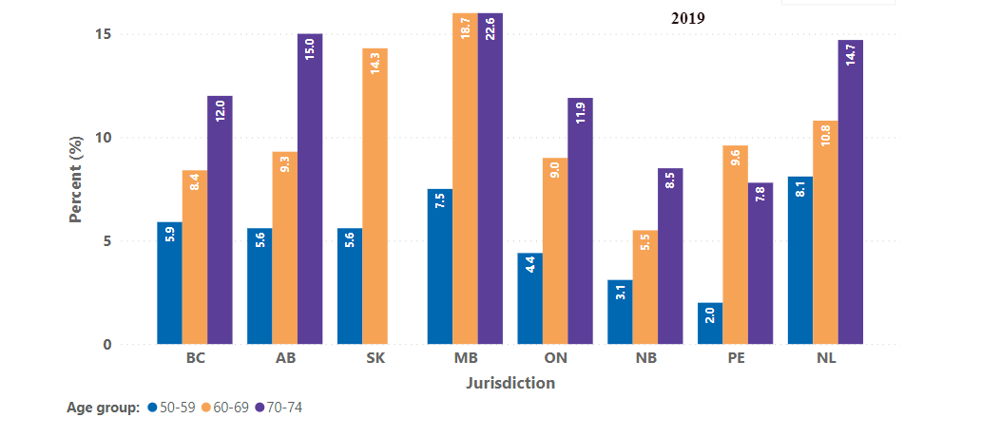 2019
Percent (%)
15
10
5
0
5.9 8.4 12.0 5.6 9.3 15.0 5.6 14.3 7.5 18.7 22.6 4.4 9.0 11.9 3.1 5.5 8.5 2.0 9.6 7.8 8.1 10.8 14.7
BC AB SK MB ON NB PE NL
Jurisdiction
Age group: 50-59 60-69 70-74